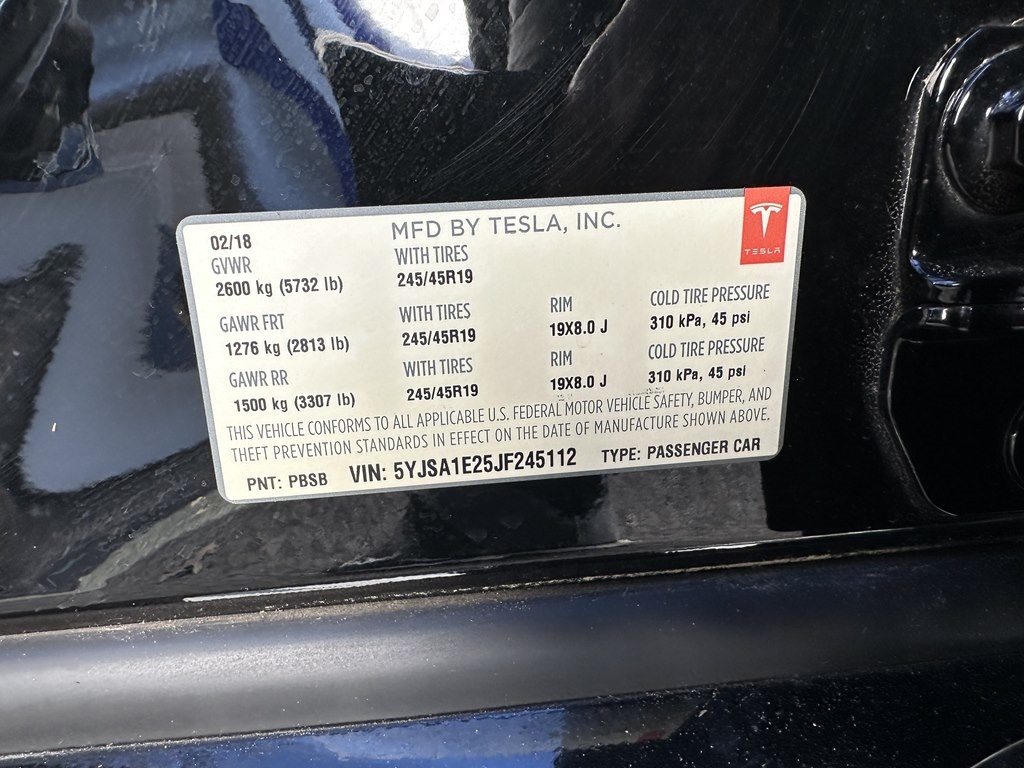 MFD BY TESLA, INC.
TESLA
02/18
GVWR WITH TIRES
2600 kg (5732 lb) 245/45R19
GAWR FRT WITH TIRES RIM COLD TIRE PRESSURE
1276 kg (2813 lb) 245/45R19 19X8.0 J 310 kPa, 45 psi
GAWR RR WITH TIRES RIM COLD TIRE PRESSURE
1500 kg (3307 lb) 245/45R19 19X8.0 J 310 kPa, 45 psi
THIS VEHICLE CONFORMS TO ALL APPLICABLE U.S. FEDERAL MOTOR VEHICLE SAFETY, BUMPER, AND
THEFT PREVENTION STANDARDS IN EFFECT ON THE DATE OF MANUFACTURE SHOWN ABOVE.
PNT: PBSB VIN: 5YJSA1E25JF245112 TYPE: PASSENGER CAR